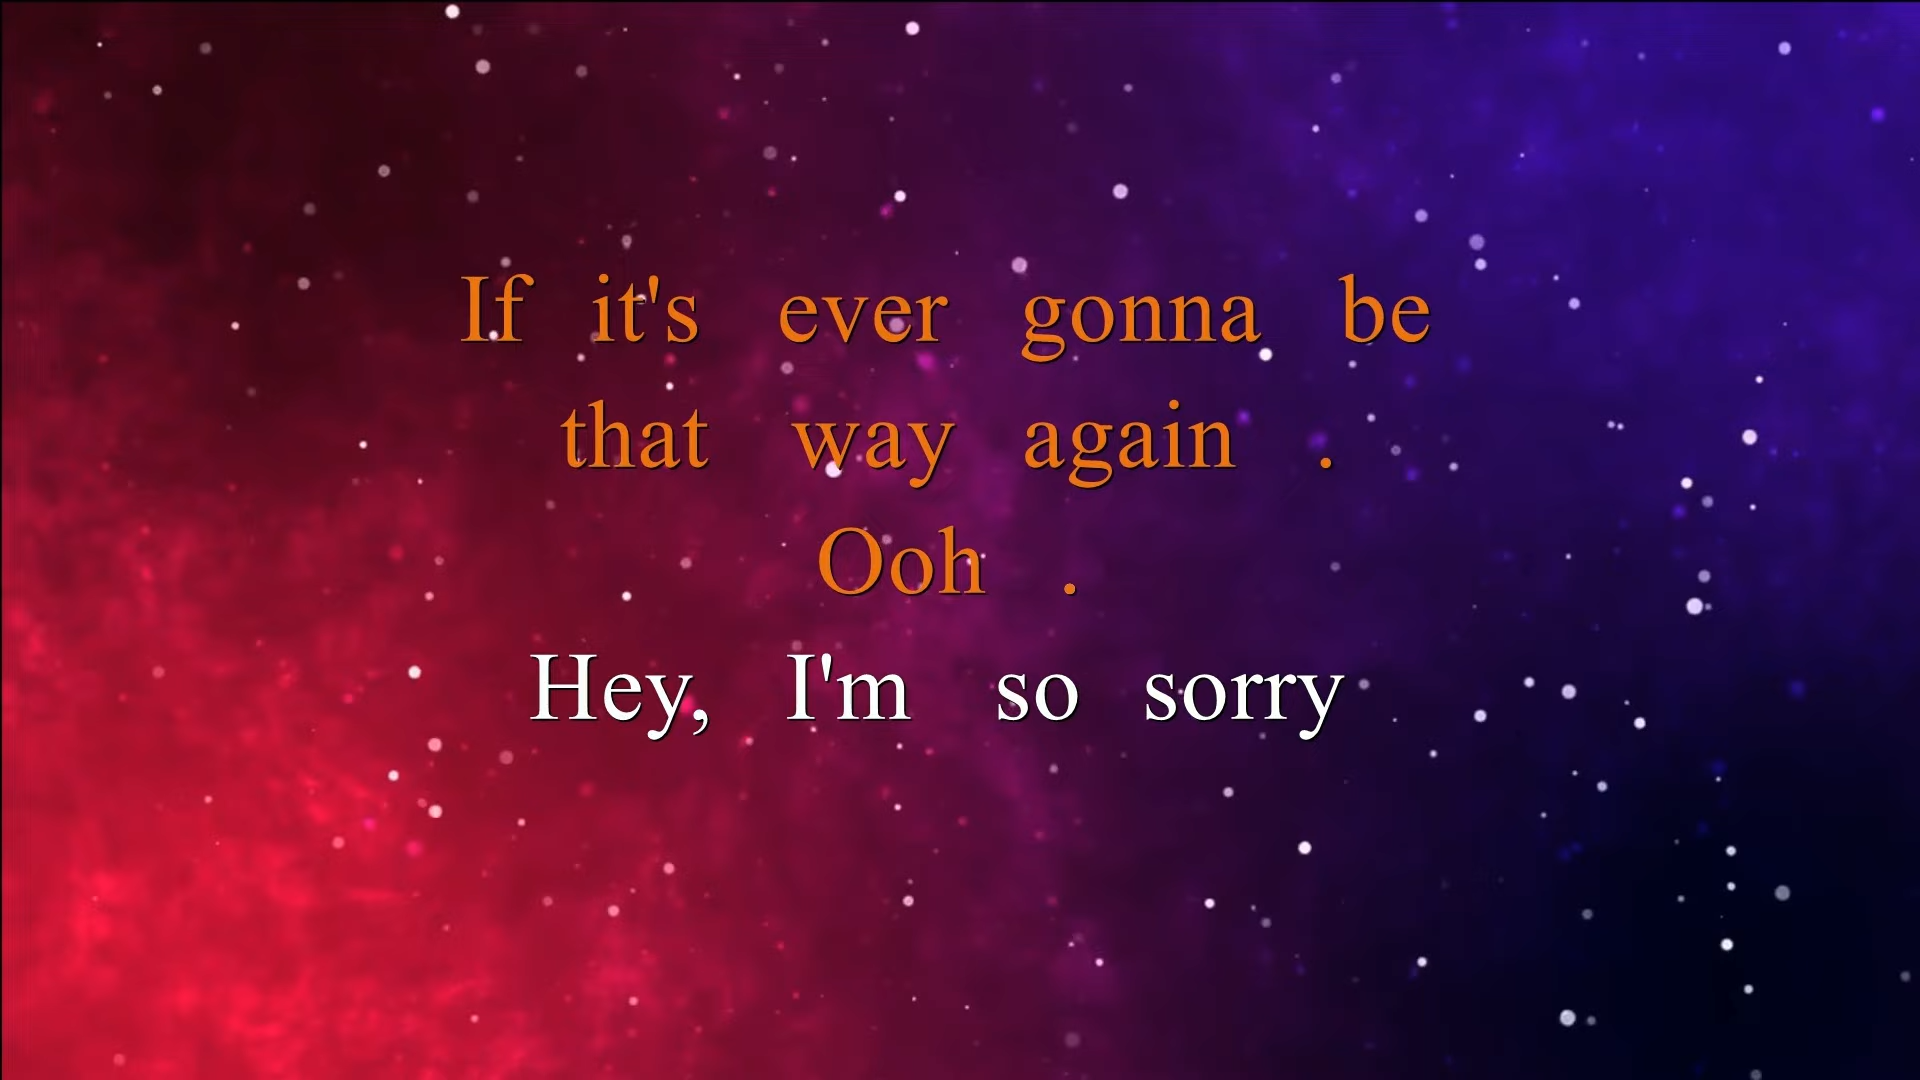 If it's ever gonna be
that way again .
Ooh .
Hey, I'm so sorry